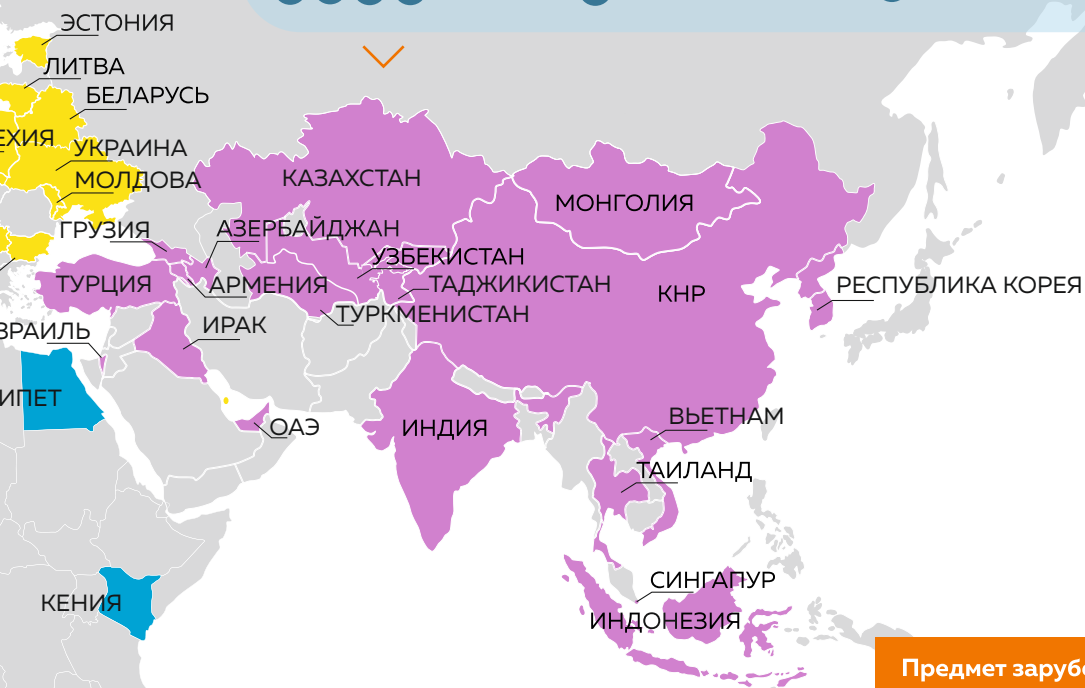 ЭСТОНИЯ
ЛИТВА
БЕЛАРУСЬ
ЕХИЯ
УКРАИНА
МОЛДОВА
КАЗАХСТАН
МОНГОЛИЯ
ГРУЗИЯ
АЗЕРБАЙДЖАН
УЗБЕКИСТАН
ТУРЦИЯ
АРМЕНИЯ
ТАДЖИКИСТАН
КНР
РЕСПУБЛИКА КОРЕЯ
ТУРКМЕНИСТАН
ЗРАИЛЬ
ИРАК
ИПЕТ
ОАЭ
ИНДИЯ
ВЬЕТНАМ
ТАИЛАНД
СИНГАПУР
КЕНИЯ
ИНДОНЕЗИЯ
Предмет заруб